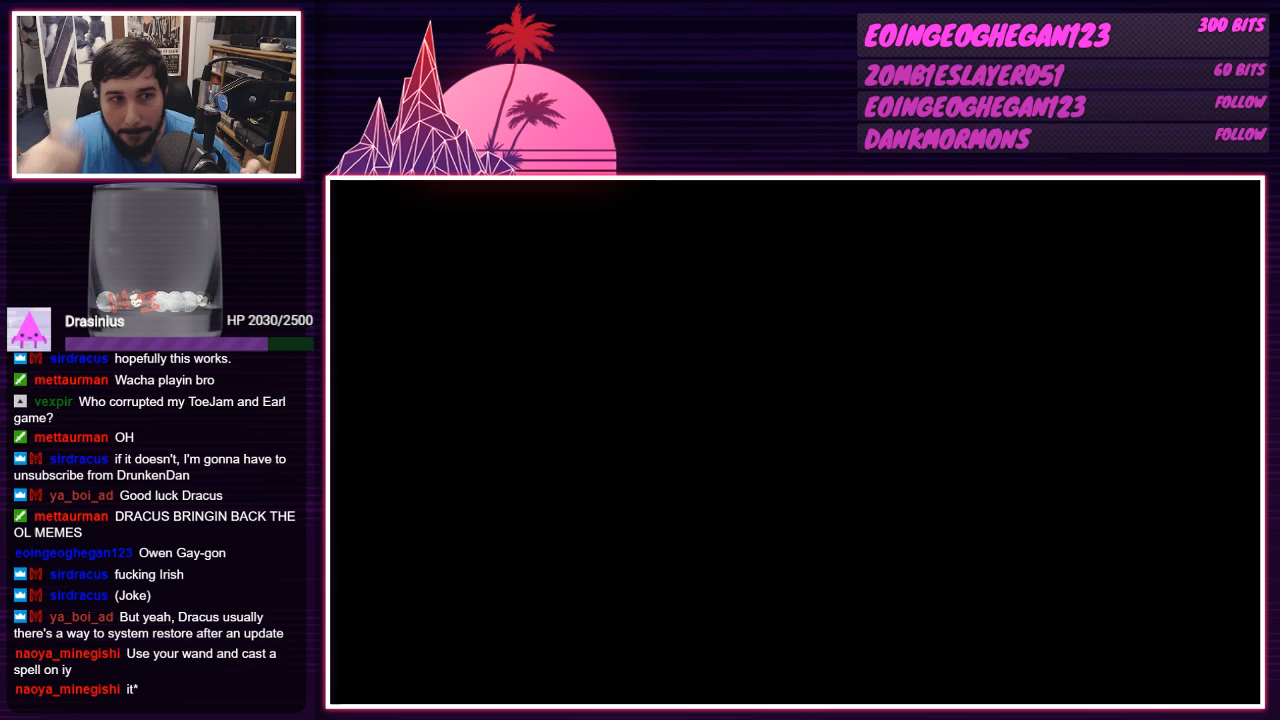 EOINGEOGHEGAN123 300 BITS
ZOMB1ESLAYER051 60 BITS
EOINGEOGHEGAN123 FOLLOW
DANKMORMONS FOLLOW
Drasinius HP 2030/2500
sirdracus hopefully this works.
mettaurman Wacha playin bro
vexpir Who corrupted my ToeJam and Earl
game?
mettaurman OH
sirdracus if it doesn't, I'm gonna have to
unsubscribe from DrunkenDan
ya_boi_ad Good luck Dracus
mettaurman DRACUS BRINGIN BACK THE
OL MEMES
eoingeoghegan123 Owen Gay-gon
sirdracus fucking Irish
sirdracus (Joke)
ya_boi_ad But yeah, Dracus usually
there's a way to system restore after an update
naoya_minegishi Use your wand and cast a
spell on iy
naoya_minegishi it*